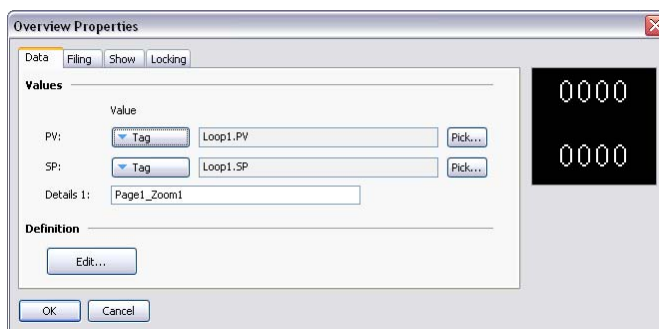 Overview Properties
Data Filing Show Locking
Values
Value
PV: Tag Loop1.PV Pick...
SP: Tag Loop1.SP Pick...
Details 1: Page1_Zoom1
Definition
Edit...
OK Cancel
0000
0000